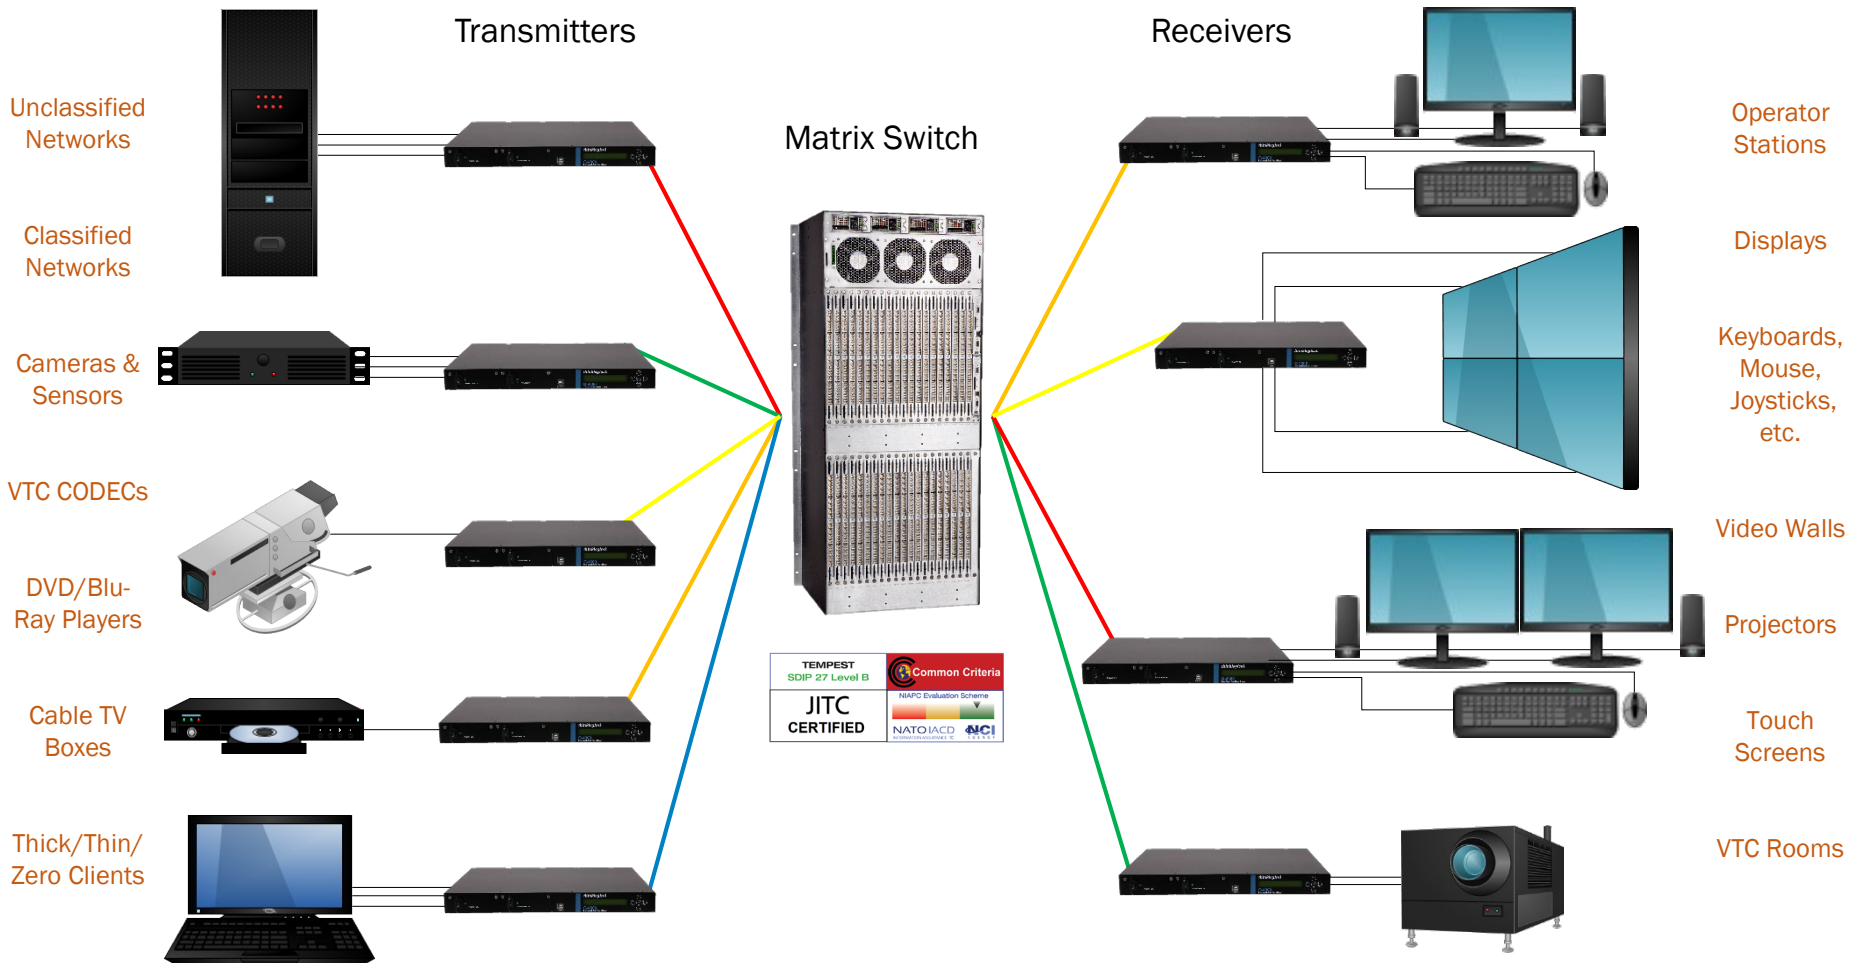 Transmitters
Receivers
Matrix Switch
Unclassified
Networks
Classified
Networks
Cameras &
Sensors
VTC CODECs
DVD/Blu-
Ray Players
Cable TV
Boxes
Thick/Thin/
Zero Clients
TEMPEST
SDIP 27 Level B
Common Criteria
JITC
CERTIFIED
NIAPC Evaluation Scheme
NATO IACD
NCI
Operator
Stations
Displays
Keyboards,
Mouse,
Joysticks,
etc.
Video Walls
Projectors
Touch
Screens
VTC Rooms